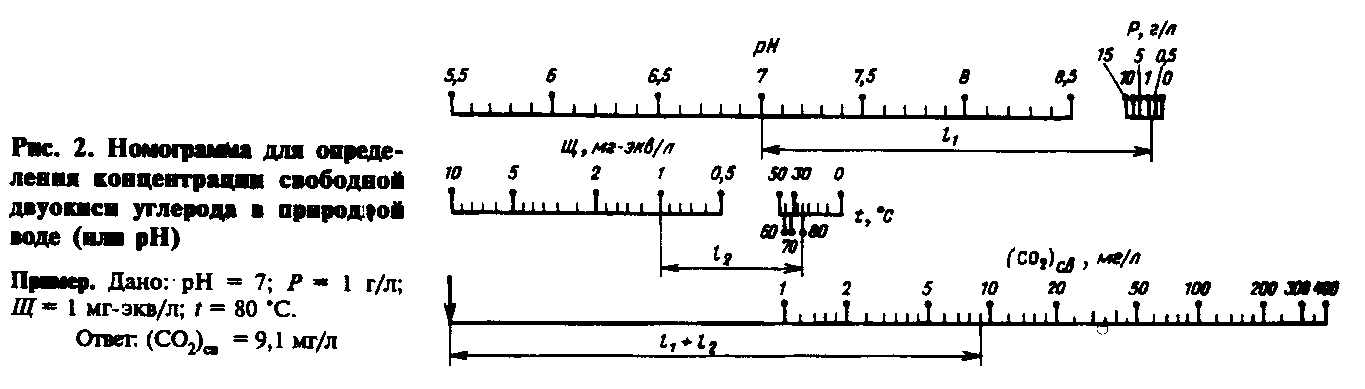 Рис. 2. Номограмма для опреде-
ления концентрации свободной
двуокиси углерода в природной
воде (или pH)
Пример. Дано: pH = 7; P = 1 г/л;
Щ = 1 мг-экв/л; t = 80 °C.
Ответ: (CO₂)св = 9,1 мг/л
P, г/л
pH
15 5 0,5
5,5 6 6,5 7 7,5 8 8,5 10 1 0
l₁
Щ, мг-экв/л
10 5 2 1 0,5 50 30 0
t, °C
60 80
70
l₂
(CO₂)св, мг/л
1 2 5 10 20 50 100 200 300 400
l₁ + l₂